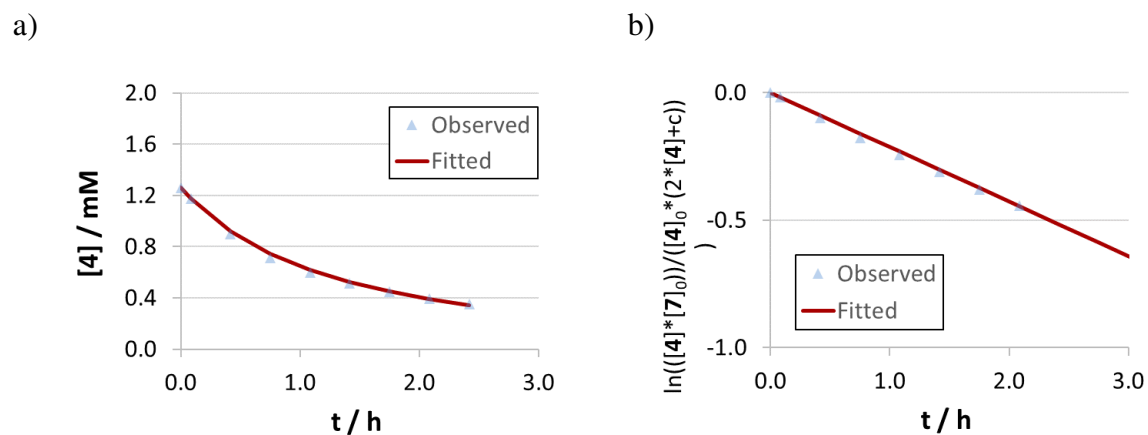 a)
2.0
1.6
1.2
0.8
0.4
0.0
[4] / mM
Observed
Fitted
0.0 1.0 2.0 3.0
t / h
b)
0.0
-0.5
-1.0
ln(([4]*[7]₀))/([4]₀*(2*[4]+c))
)
Observed
Fitted
0.0 1.0 2.0 3.0
t / h